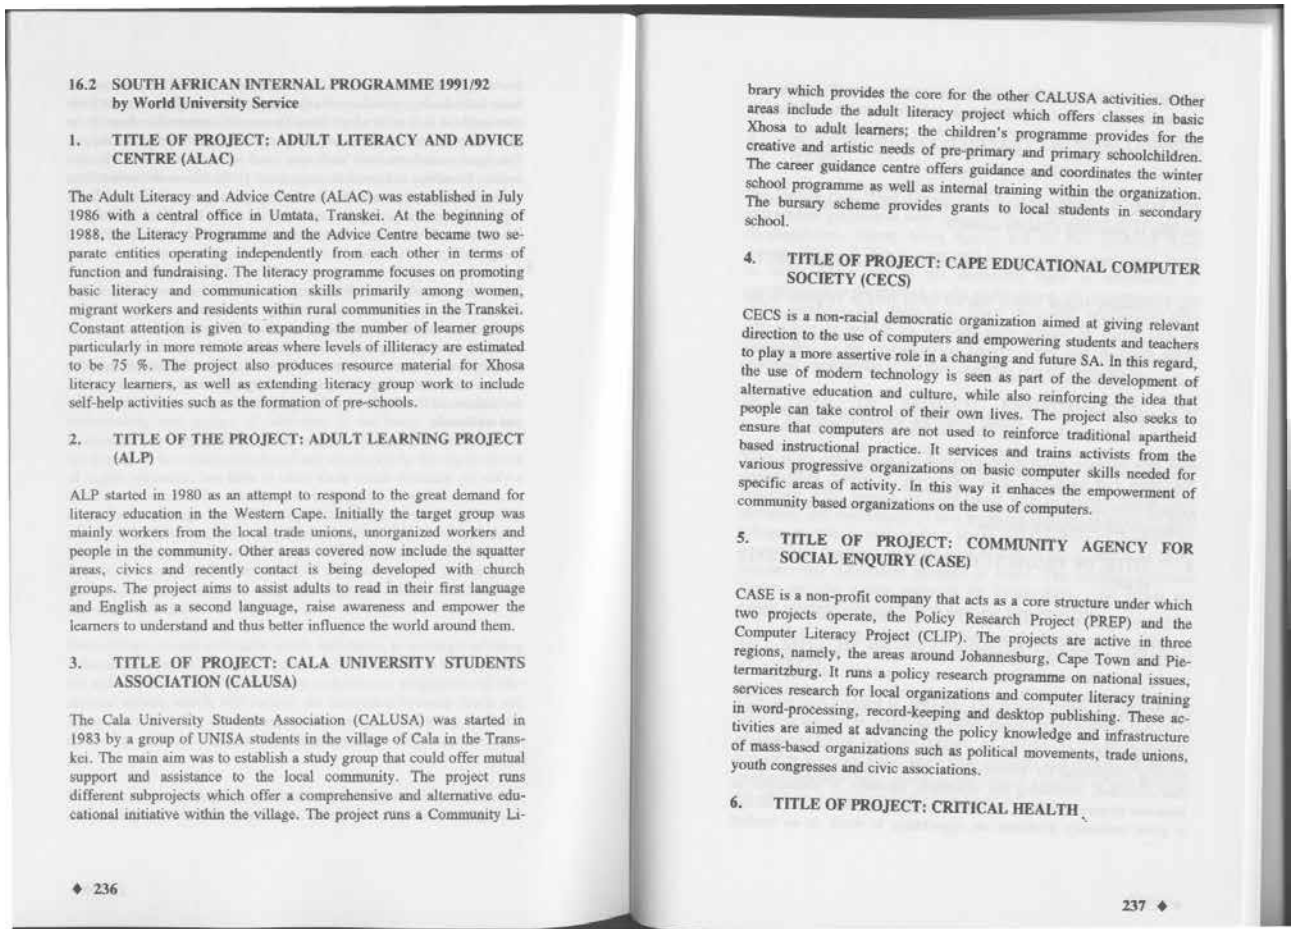 16.2 SOUTH AFRICAN INTERNAL PROGRAMME 1991/92
by World University Service
1. TITLE OF PROJECT: ADULT LITERACY AND ADVICE
CENTRE (ALAC)
The Adult Literacy and Advice Centre (ALAC) was established in July
1986 with a central office in Umtata, Transkei. At the beginning of
1988, the Literacy Programme and the Advice Centre became two se-
parate entities operating independently from each other in terms of
function and fundraising. The literacy programme focuses on promoting
basic literacy and communication skills primarily among women,
migrant workers and residents within rural communities in the Transkei.
Constant attention is given to expanding the number of learner groups
particularly in more remote areas where levels of illiteracy are estimated
to be 75 %. The project also produces resource material for Xhosa
literacy learners, as well as extending literacy group work to include
self-help activities such as the formation of pre-schools.
2. TITLE OF THE PROJECT: ADULT LEARNING PROJECT
(ALP)
ALP started in 1980 as an attempt to respond to the great demand for
literacy education in the Western Cape. Initially the target group was
mainly workers from the local trade unions, unorganized workers and
people in the community. Other areas covered now include the squatter
areas, civics and recently contact is being developed with church
groups. The project aims to assist adults to read in their first language
and English as a second language, raise awareness and empower the
learners to understand and thus better influence the world around them.
3. TITLE OF PROJECT: CALA UNIVERSITY STUDENTS
ASSOCIATION (CALUSA)
The Cala University Students Association (CALUSA) was started in
1983 by a group of UNISA students in the village of Cala in the Trans-
kei. The main aim was to establish a study group that could offer mutual
support and assistance to the local community. The project runs
different subprojects which offer a comprehensive and alternative edu-
cational initiative within the village. The project runs a Community Li-
♦ 236
brary which provides the core for the other CALUSA activities. Other
areas include the adult literacy project which offers classes in basic
Xhosa to adult learners; the children's programme provides for the
creative and artistic needs of pre-primary and primary schoolchildren.
The career guidance centre offers guidance and coordinates the winter
school programme as well as internal training within the organization.
The bursary scheme provides grants to local students in secondary
school.
4. TITLE OF PROJECT: CAPE EDUCATIONAL COMPUTER
SOCIETY (CECS)
CECS is a non-racial democratic organization aimed at giving relevant
direction to the use of computers and empowering students and teachers
to play a more assertive role in a changing and future SA. In this regard,
the use of modern technology is seen as part of the development of
alternative education and culture, while also reinforcing the idea that
people can take control of their own lives. The project also seeks to
ensure that computers are not used to reinforce traditional apartheid
based instructional practice. It services and trains activists from the
various progressive organizations on basic computer skills needed for
specific areas of activity. In this way it enhaces the empowerment of
community based organizations on the use of computers.
5. TITLE OF PROJECT: COMMUNITY AGENCY FOR
SOCIAL ENQUIRY (CASE)
CASE is a non-profit company that acts as a core structure under which
two projects operate, the Policy Research Project (PREP) and the
Computer Literacy Project (CLIP). The projects are active in three
regions, namely, the areas around Johannesburg, Cape Town and Pie-
termaritzburg. It runs a policy research programme on national issues,
services research for local organizations and computer literacy training
in word-processing, record-keeping and desktop publishing. These ac-
tivities are aimed at advancing the policy knowledge and infrastructure
of mass-based organizations such as political movements, trade unions,
youth congresses and civic associations.
6. TITLE OF PROJECT: CRITICAL HEALTH
237 ♦